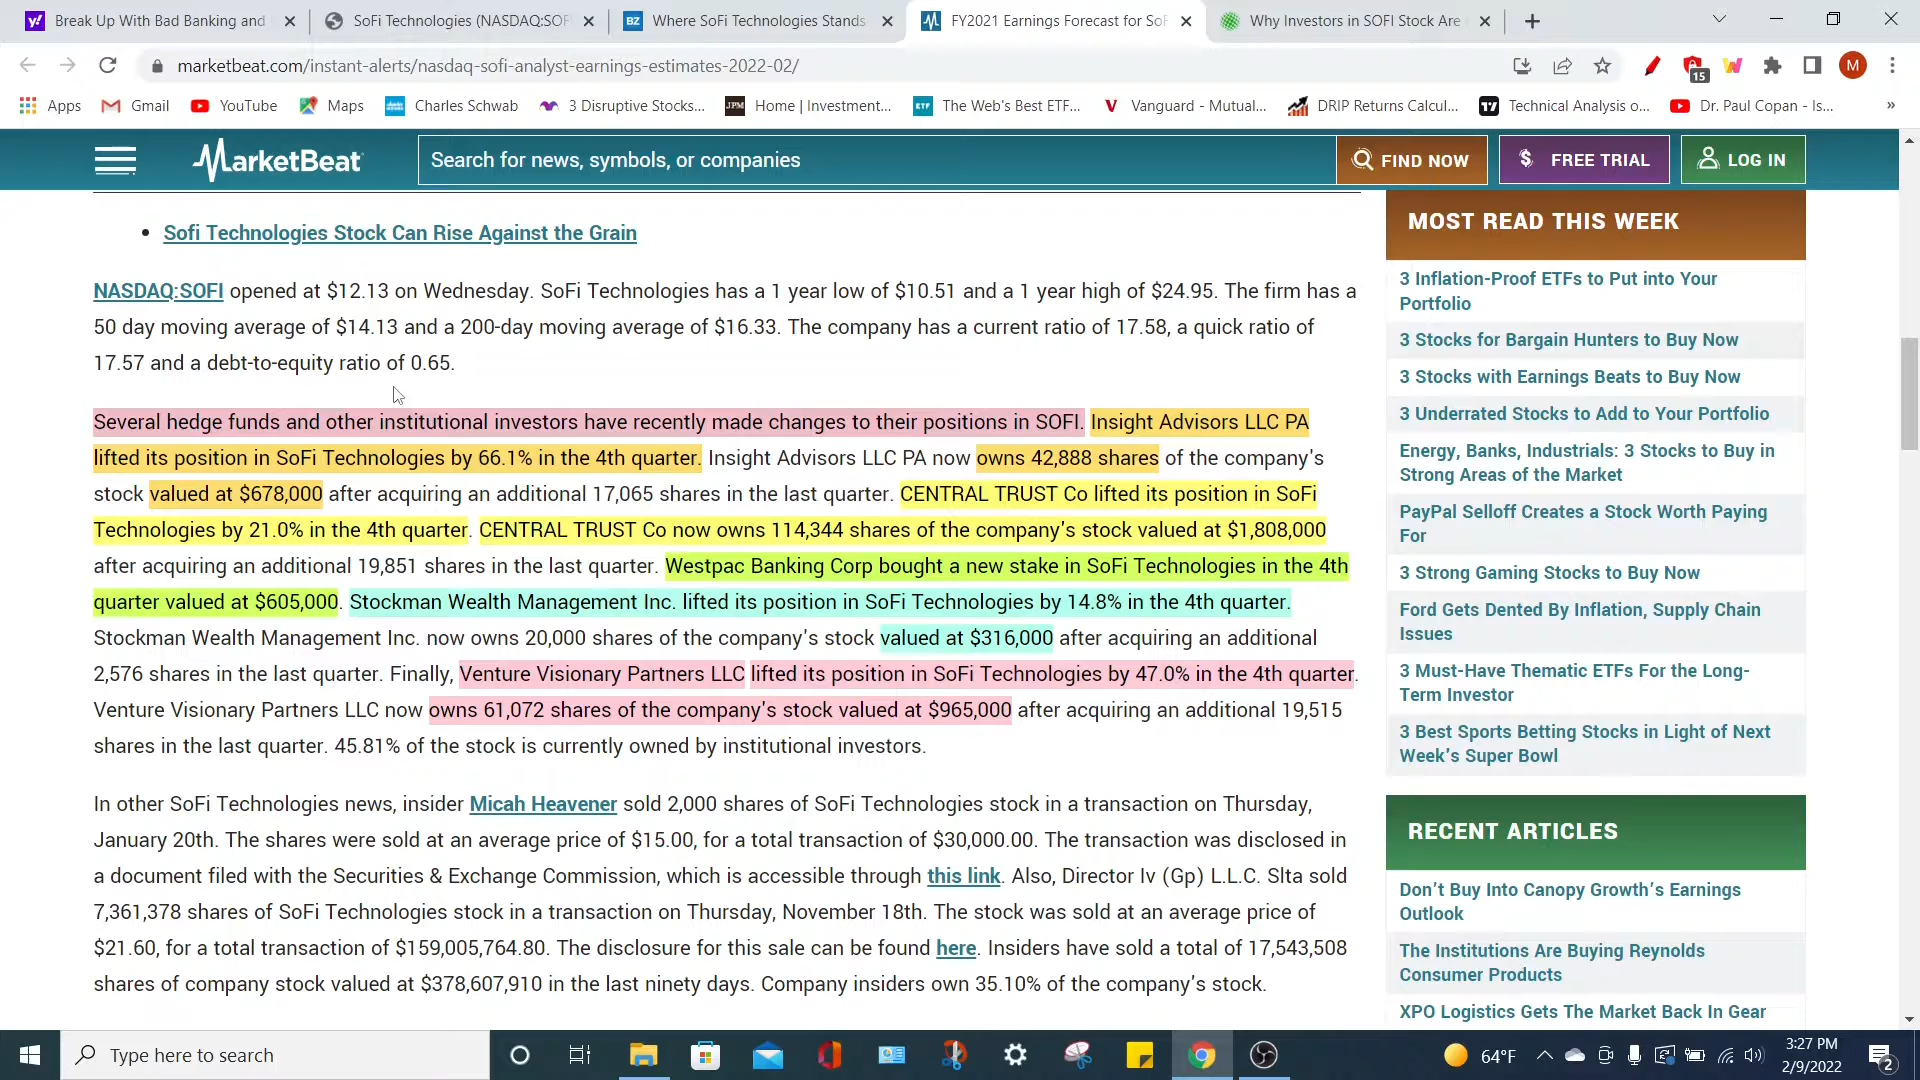 Break Up With Bad Banking and
SoFi Technologies (NASDAQ:SOF
BZ
Where SoFi Technologies Stands
FY2021 Earnings Forecast for SoF
Why Investors in SOFI Stock Are
marketbeat.com/instant-alerts/nasdaq-sofi-analyst-earnings-estimates-2022-02/
15
M
Apps
Gmail
YouTube
Maps
Charles Schwab
3 Disruptive Stocks...
JPM
Home | Investment...
ETF
The Web's Best ETF...
Vanguard - Mutual...
DRIP Returns Calcul...
Technical Analysis o...
Dr. Paul Copan - Is...
»
MarketBeat
Search for news, symbols, or companies
FIND NOW
$ FREE TRIAL
LOG IN
• Sofi Technologies Stock Can Rise Against the Grain
NASDAQ:SOFI opened at $12.13 on Wednesday. SoFi Technologies has a 1 year low of $10.51 and a 1 year high of $24.95. The firm has a
50 day moving average of $14.13 and a 200-day moving average of $16.33. The company has a current ratio of 17.58, a quick ratio of
17.57 and a debt-to-equity ratio of 0.65.
Several hedge funds and other institutional investors have recently made changes to their positions in SOFI. Insight Advisors LLC PA
lifted its position in SoFi Technologies by 66.1% in the 4th quarter. Insight Advisors LLC PA now owns 42,888 shares of the company's
stock valued at $678,000 after acquiring an additional 17,065 shares in the last quarter. CENTRAL TRUST Co lifted its position in SoFi
Technologies by 21.0% in the 4th quarter. CENTRAL TRUST Co now owns 114,344 shares of the company's stock valued at $1,808,000
after acquiring an additional 19,851 shares in the last quarter. Westpac Banking Corp bought a new stake in SoFi Technologies in the 4th
quarter valued at $605,000. Stockman Wealth Management Inc. lifted its position in SoFi Technologies by 14.8% in the 4th quarter.
Stockman Wealth Management Inc. now owns 20,000 shares of the company's stock valued at $316,000 after acquiring an additional
2,576 shares in the last quarter. Finally, Venture Visionary Partners LLC lifted its position in SoFi Technologies by 47.0% in the 4th quarter.
Venture Visionary Partners LLC now owns 61,072 shares of the company's stock valued at $965,000 after acquiring an additional 19,515
shares in the last quarter. 45.81% of the stock is currently owned by institutional investors.
In other SoFi Technologies news, insider Micah Heavener sold 2,000 shares of SoFi Technologies stock in a transaction on Thursday,
January 20th. The shares were sold at an average price of $15.00, for a total transaction of $30,000.00. The transaction was disclosed in
a document filed with the Securities & Exchange Commission, which is accessible through this link. Also, Director Iv (Gp) L.L.C. Slta sold
7,361,378 shares of SoFi Technologies stock in a transaction on Thursday, November 18th. The stock was sold at an average price of
$21.60, for a total transaction of $159,005,764.80. The disclosure for this sale can be found here. Insiders have sold a total of 17,543,508
shares of company stock valued at $378,607,910 in the last ninety days. Company insiders own 35.10% of the company's stock.
MOST READ THIS WEEK
3 Inflation-Proof ETFs to Put into Your
Portfolio
3 Stocks for Bargain Hunters to Buy Now
3 Stocks with Earnings Beats to Buy Now
3 Underrated Stocks to Add to Your Portfolio
Energy, Banks, Industrials: 3 Stocks to Buy in
Strong Areas of the Market
PayPal Selloff Creates a Stock Worth Paying
For
3 Strong Gaming Stocks to Buy Now
Ford Gets Dented By Inflation, Supply Chain
Issues
3 Must-Have Thematic ETFs For the Long-
Term Investor
3 Best Sports Betting Stocks in Light of Next
Week's Super Bowl
RECENT ARTICLES
Don't Buy Into Canopy Growth's Earnings
Outlook
The Institutions Are Buying Reynolds
Consumer Products
XPO Logistics Gets The Market Back In Gear
Type here to search
64°F
3:27 PM
2/9/2022
2